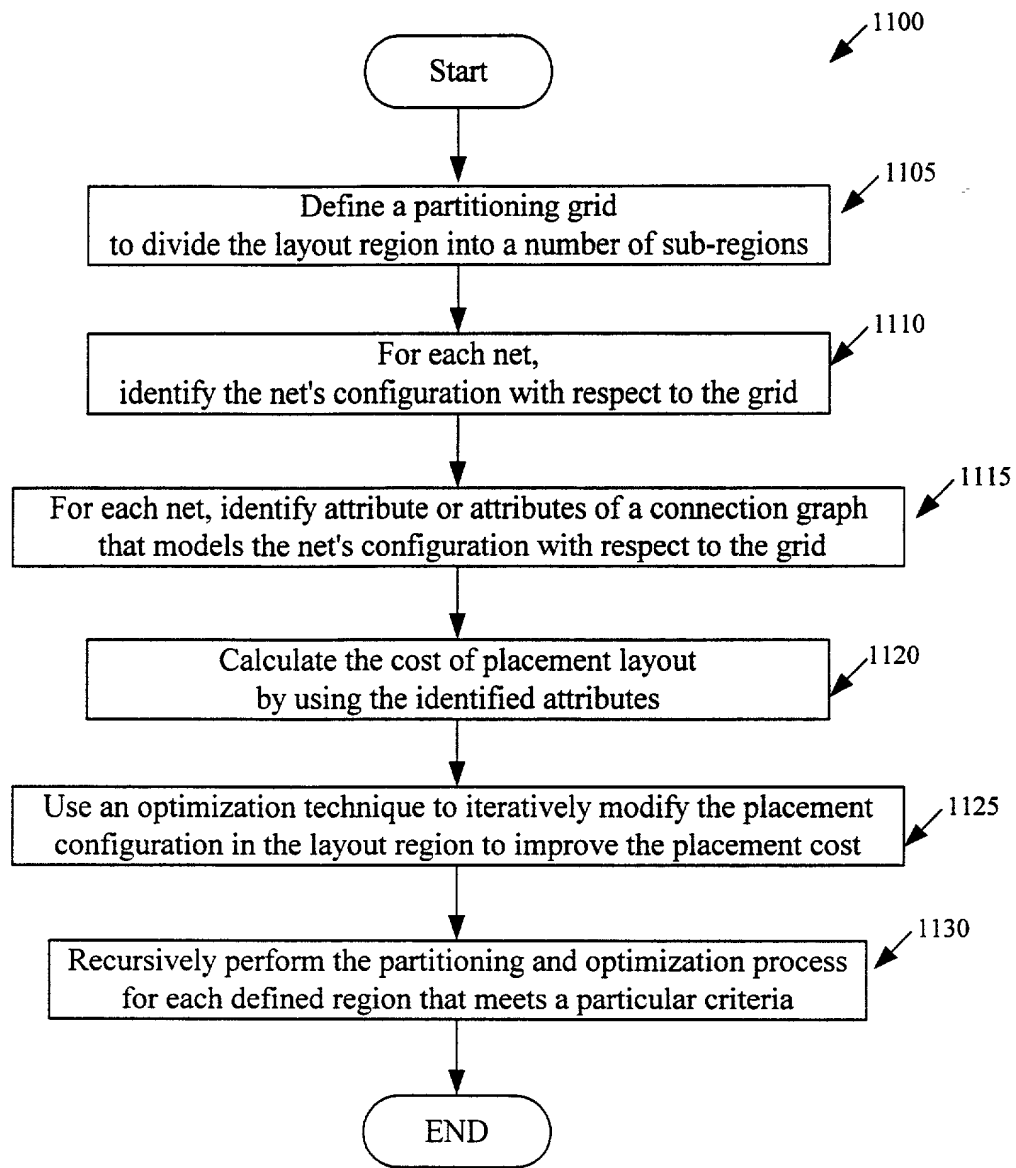 1100
Start
1105
Define a partitioning grid
to divide the layout region into a number of sub-regions
1110
For each net,
identify the net's configuration with respect to the grid
1115
For each net, identify attribute or attributes of a connection graph
that models the net's configuration with respect to the grid
1120
Calculate the cost of placement layout
by using the identified attributes
1125
Use an optimization technique to iteratively modify the placement
configuration in the layout region to improve the placement cost
1130
Recursively perform the partitioning and optimization process
for each defined region that meets a particular criteria
END